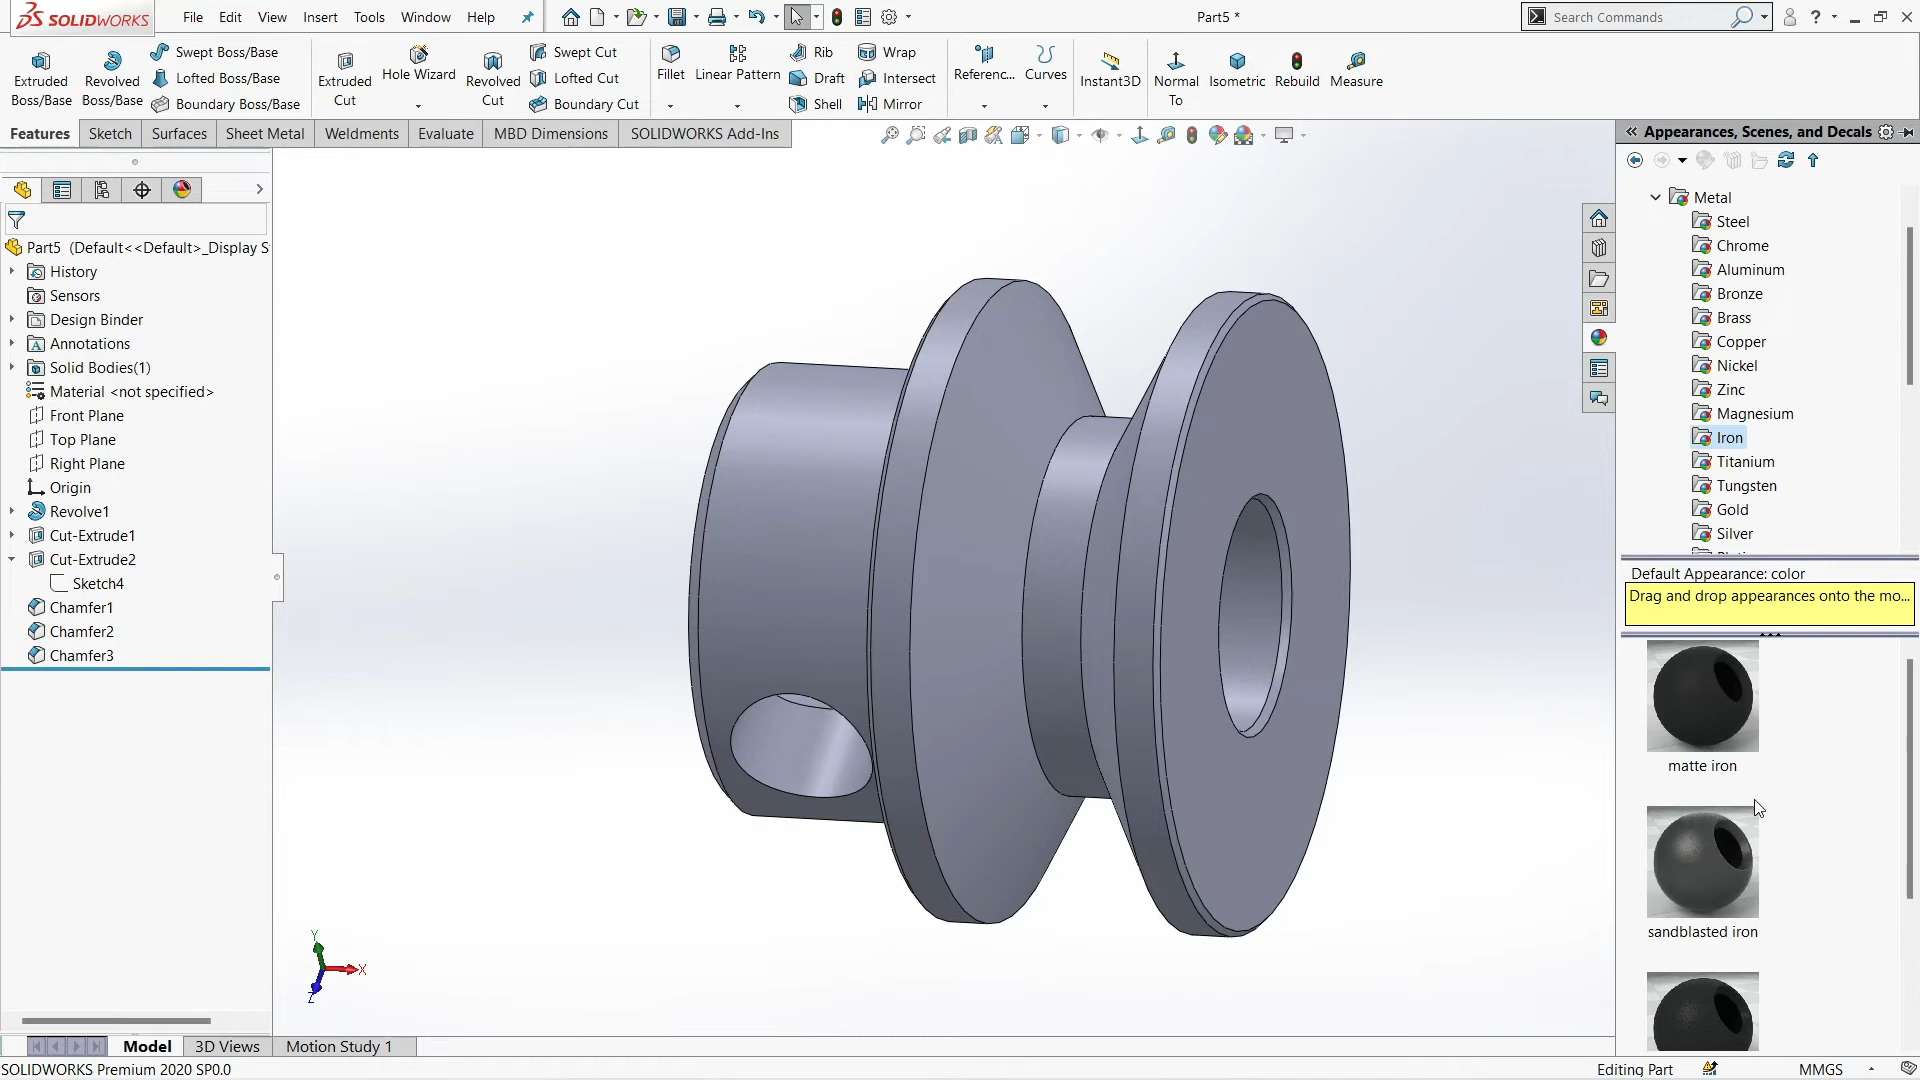 SOLIDWORKS
File Edit View Insert Tools Window Help
Part5 *
Search Commands
Extruded Boss/Base
Revolved Boss/Base
Swept Boss/Base
Lofted Boss/Base
Boundary Boss/Base
Extruded Cut
Hole Wizard
Revolved Cut
Swept Cut
Lofted Cut
Boundary Cut
Fillet
Linear Pattern
Rib
Draft
Shell
Wrap
Intersect
Mirror
Referenc...
Curves
Instant3D
Normal To
Isometric
Rebuild
Measure
Features Sketch Surfaces Sheet Metal Weldments Evaluate MBD Dimensions SOLIDWORKS Add-Ins
Part5 (Default<<Default>_Display S
History
Sensors
Design Binder
Annotations
Solid Bodies(1)
Material <not specified>
Front Plane
Top Plane
Right Plane
Origin
Revolve1
Cut-Extrude1
Cut-Extrude2
Sketch4
Chamfer1
Chamfer2
Chamfer3
Y
X
Z
Appearances, Scenes, and Decals
Metal
Steel
Chrome
Aluminum
Bronze
Brass
Copper
Nickel
Zinc
Magnesium
Iron
Titanium
Tungsten
Gold
Silver
Default Appearance: color
Drag and drop appearances onto the mo...
matte iron
sandblasted iron
Model 3D Views Motion Study 1
SOLIDWORKS Premium 2020 SP0.0
Editing Part
MMGS